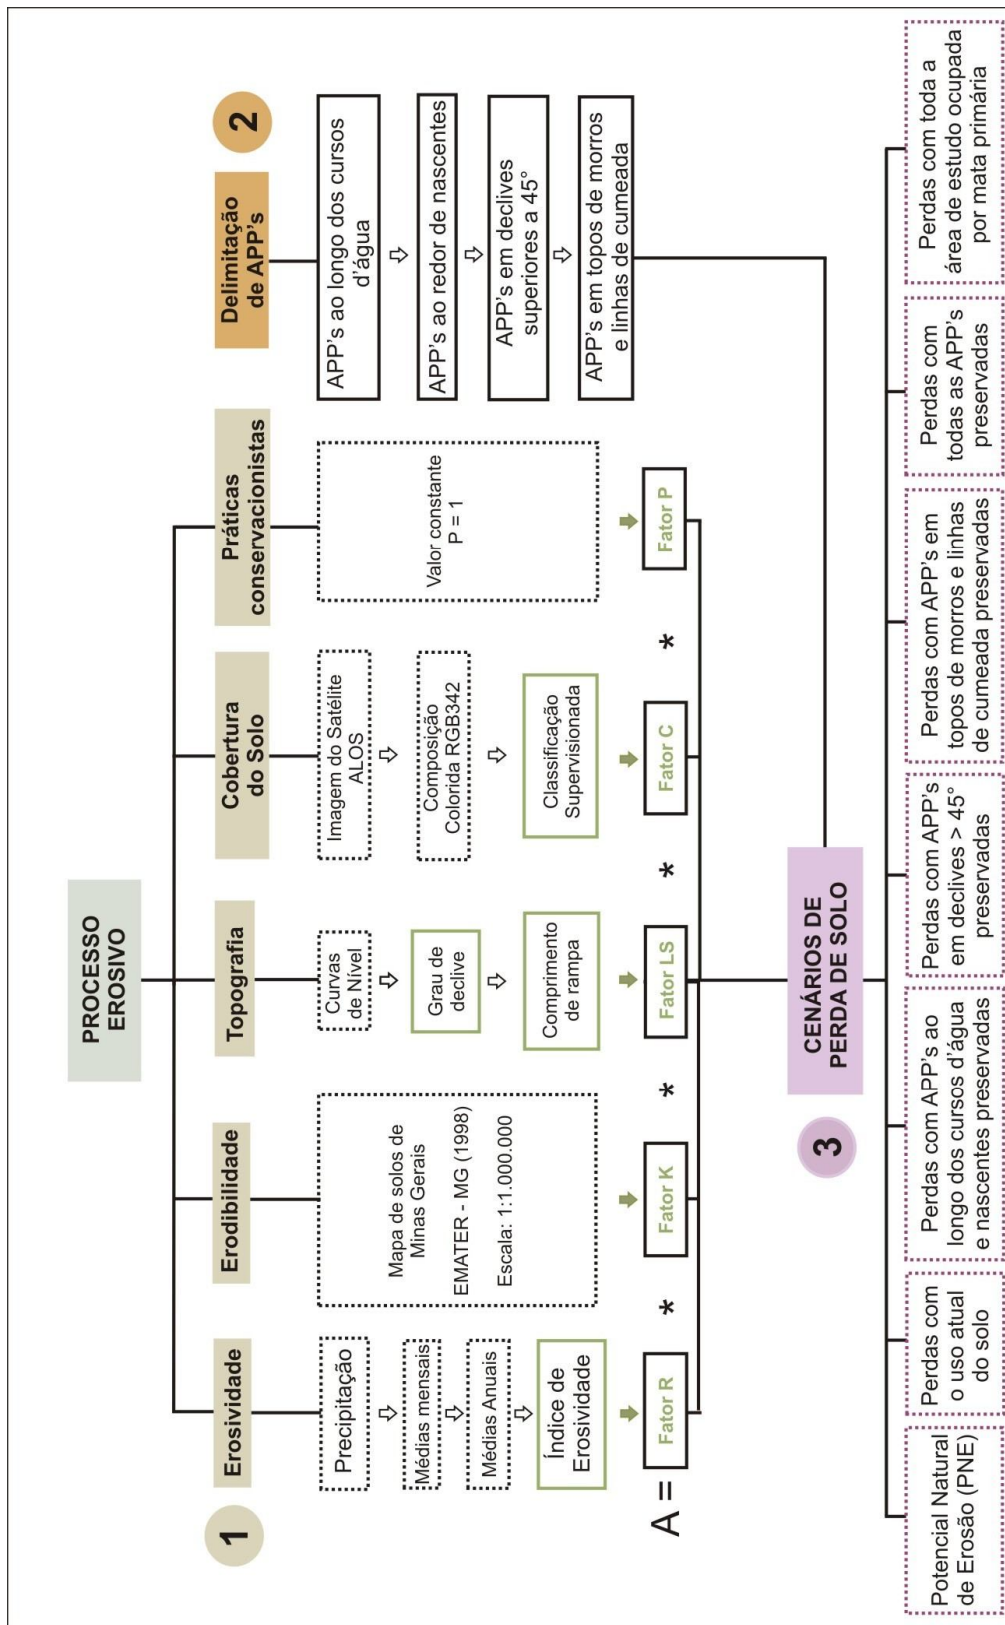 PROCESSO
EROSIVO
1
Erosividade
Precipitação
Médias mensais
Médias Anuais
Índice de
Erosividade
Fator R
Erodibilidade
Mapa de solos de
Minas Gerais
EMATER - MG (1998)
Escala: 1:1.000.000
Fator K
Topografia
Curvas
de Nível
Grau de
declive
Comprimento
de rampa
Fator LS
Cobertura
do Solo
Imagem do Satélite
ALOS
Composição
Colorida RGB342
Classificação
Supervisionada
Fator C
Práticas
conservacionistas
Valor constante
P = 1
Fator P
A =
*
*
*
*
Delimitação
de APP's
2
APP's ao longo dos cursos
d'água
APP's ao redor de nascentes
APP's em declives
superiores a 45°
APP's em topos de morros
e linhas de cumeada
3
CENÁRIOS DE
PERDA DE SOLO
Potencial Natural
de Erosão (PNE)
Perdas com
o uso atual
do solo
Perdas com APP's ao
longo dos cursos d'água
e nascentes preservadas
Perdas com APP's
em declives > 45°
preservadas
Perdas com APP's em
topos de morros e linhas
de cumeada preservadas
Perdas com
todas as APP's
preservadas
Perdas com toda a
área de estudo ocupada
por mata primária